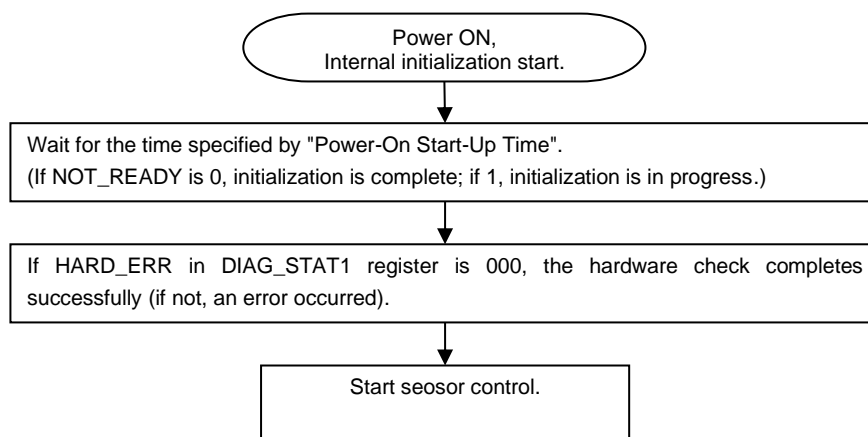 Power ON,
Internal initialization start.
Wait for the time specified by "Power-On Start-Up Time".
(If NOT_READY is 0, initialization is complete; if 1, initialization is in progress.)
If HARD_ERR in DIAG_STAT1 register is 000, the hardware check completes
successfully (if not, an error occurred).
Start seosor control.